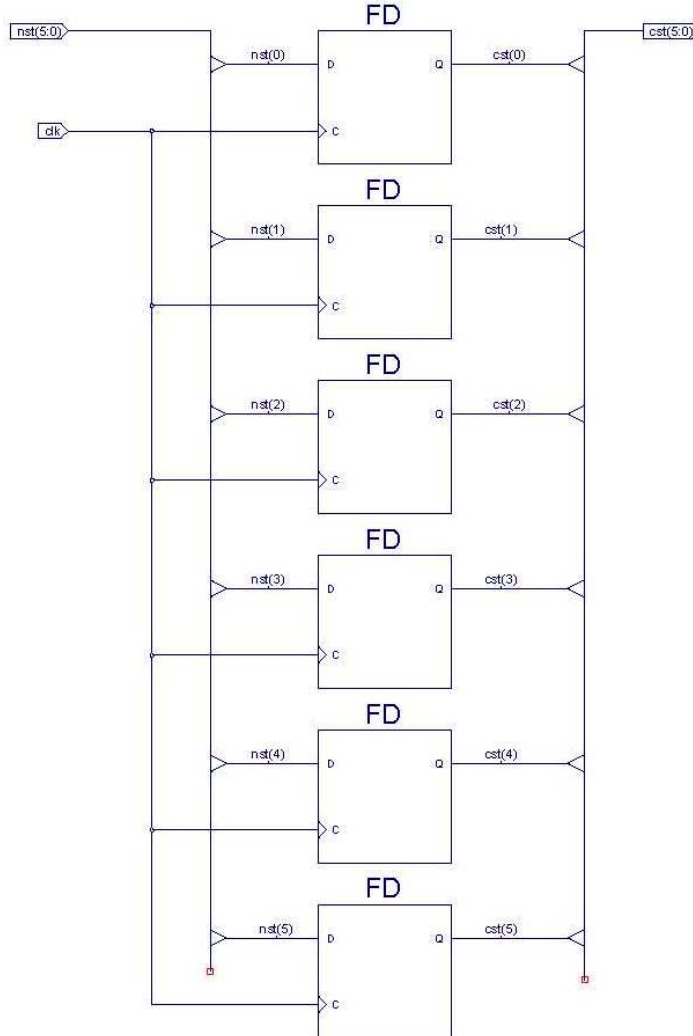 FD
nst(5:0) cst(5:0)
nst(0) D Q cst(0)
clk C
FD
nst(1) D Q cst(1)
C
FD
nst(2) D Q cst(2)
C
FD
nst(3) D Q cst(3)
C
FD
nst(4) D Q cst(4)
C
FD
nst(5) D Q cst(5)
C